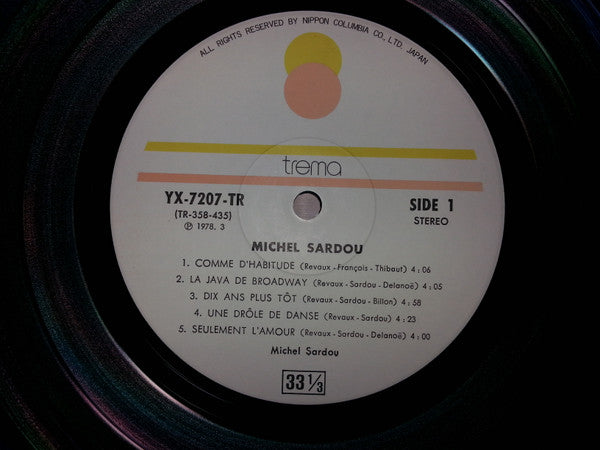 ALL RIGHTS RESERVED BY NIPPON COLUMBIA CO., LTD. JAPAN
trema
YX-7207-TR
(TR-358-435)
Ⓟ 1978. 3
SIDE 1
STEREO
MICHEL SARDOU
1. COMME D'HABITUDE (Revaux-François-Thibaut) 4:06
2. LA JAVA DE BROADWAY (Revaux-Sardou-Delanoë) 4:05
3. DIX ANS PLUS TÔT (Revaux-Sardou-Billon) 4:58
4. UNE DRÔLE DE DANSE (Revaux-Sardou) 4:23
5. SEULEMENT L'AMOUR (Revaux-Sardou-Delanoë) 4:00
Michel Sardou
33 1/3